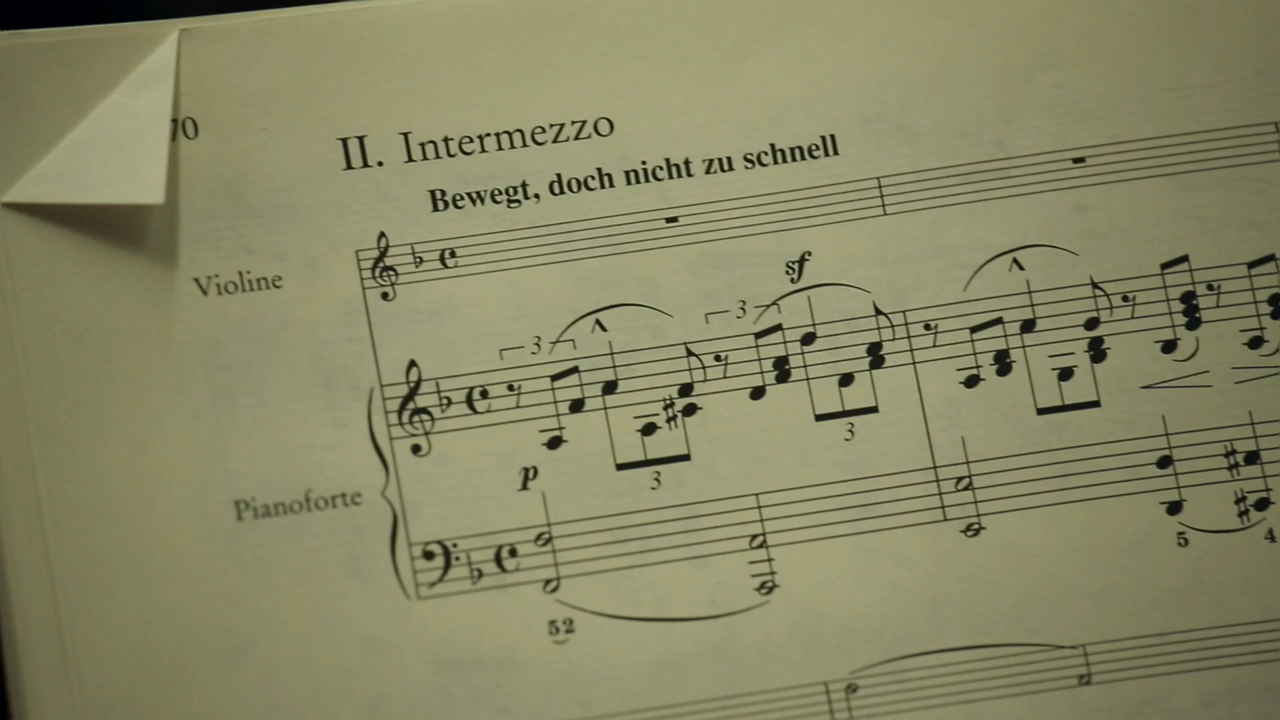 70
II. Intermezzo
Bewegt, doch nicht zu schnell
Violine
sf
3
3
Pianoforte
p
3
3
5 4
52